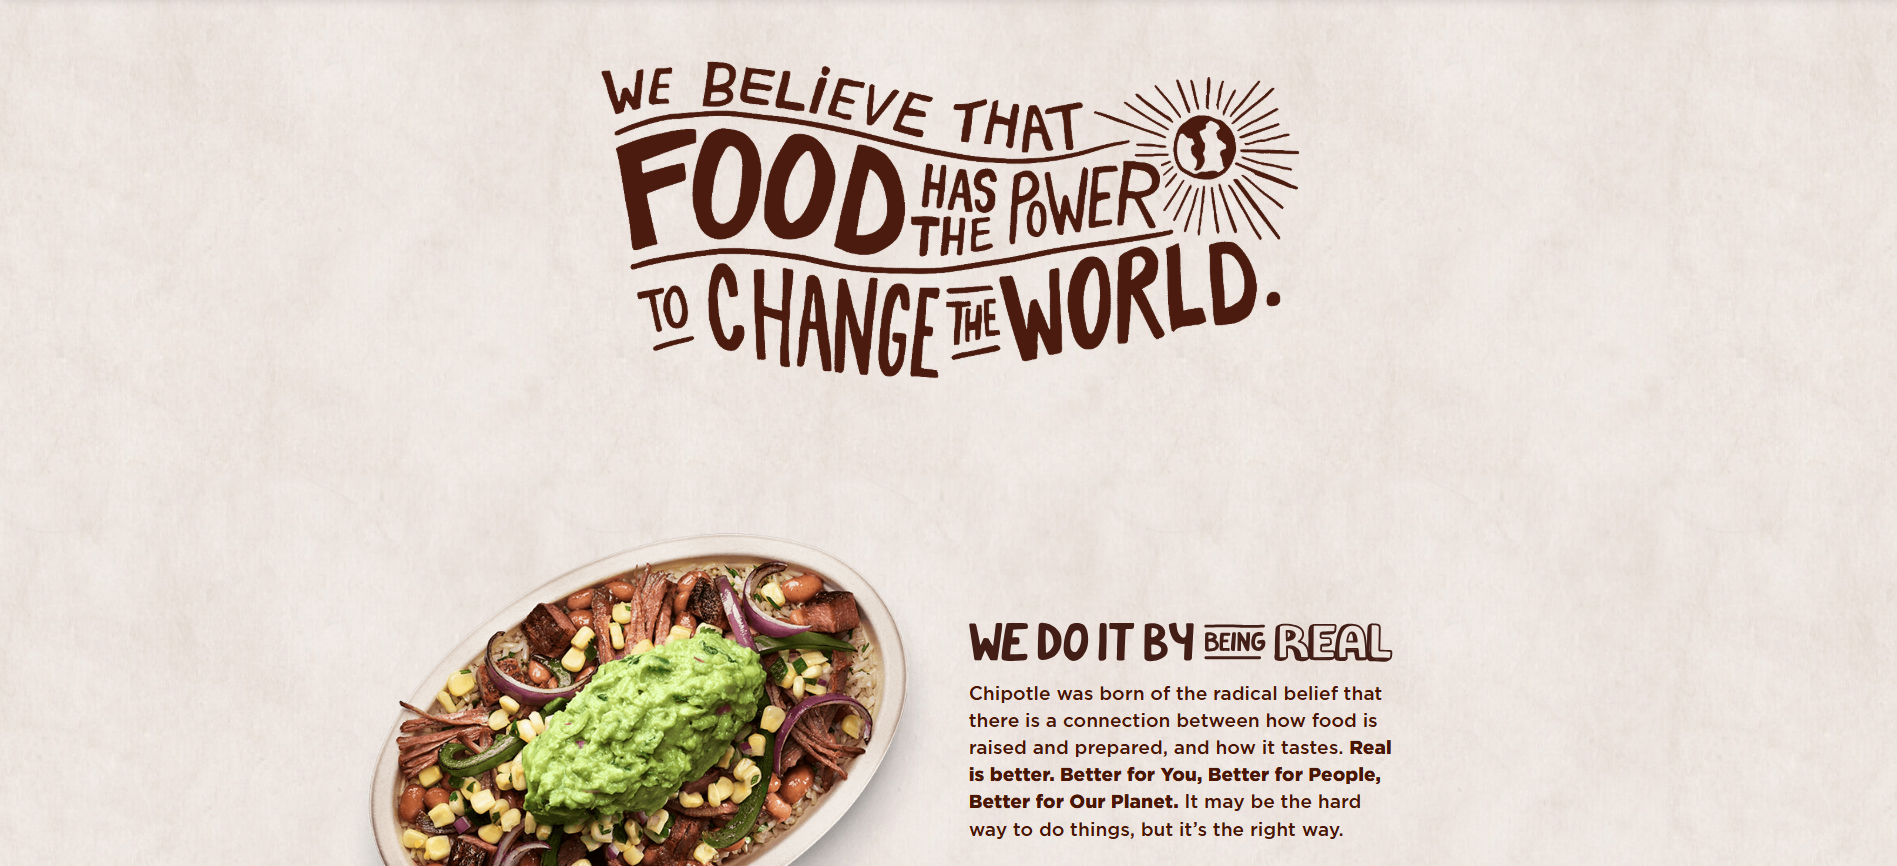 WE BELIEVE THAT
FOOD HAS THE POWER
TO CHANGE THE WORLD.
WE DO IT BY BEING REAL
Chipotle was born of the radical belief that
there is a connection between how food is
raised and prepared, and how it tastes. Real
is better. Better for You, Better for People,
Better for Our Planet. It may be the hard
way to do things, but it’s the right way.